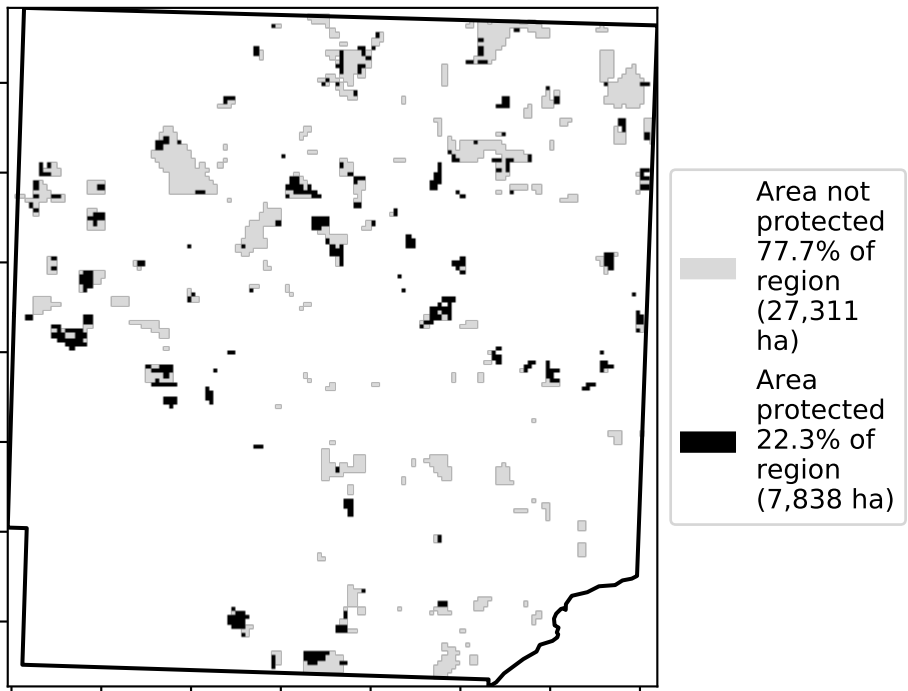 Area not
protected
77.7% of
region
(27,311
ha)
Area
protected
22.3% of
region
(7,838 ha)